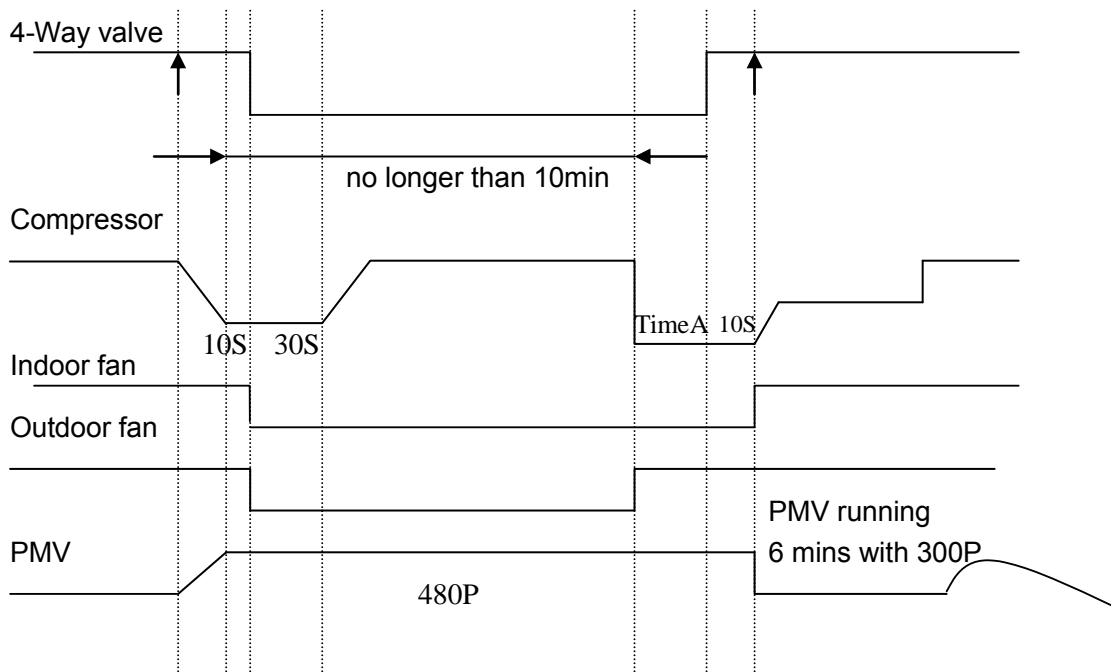 4-Way valve
no longer than 10min
Compressor
TimeA 10S
10S 30S
Indoor fan
Outdoor fan
PMV running
PMV
6 mins with 300P
480P